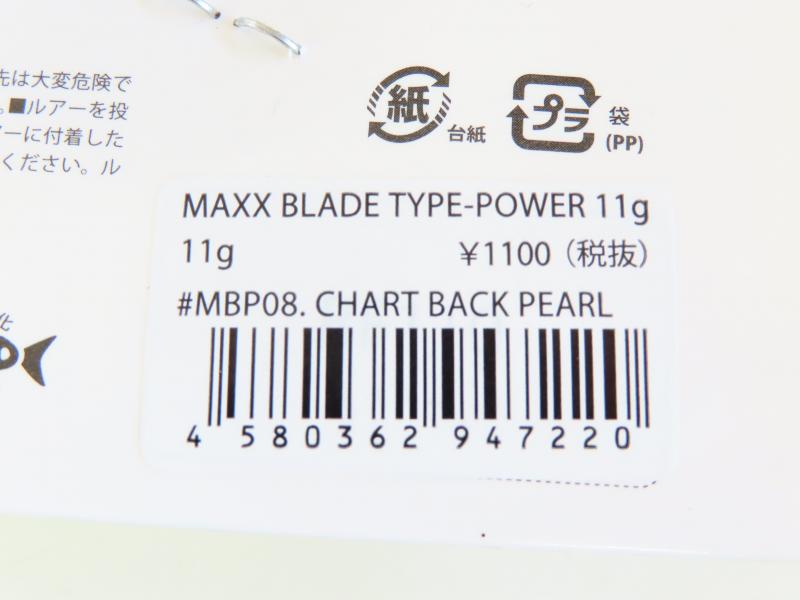 先は大変危険で
。■ルアーを投
アーに付着した
ください。ル
紙
台紙
プラ
袋
(PP)
MAXX BLADE TYPE-POWER 11g
11g ¥1100（税抜）
#MBP08. CHART BACK PEARL
4 580362 947220
化